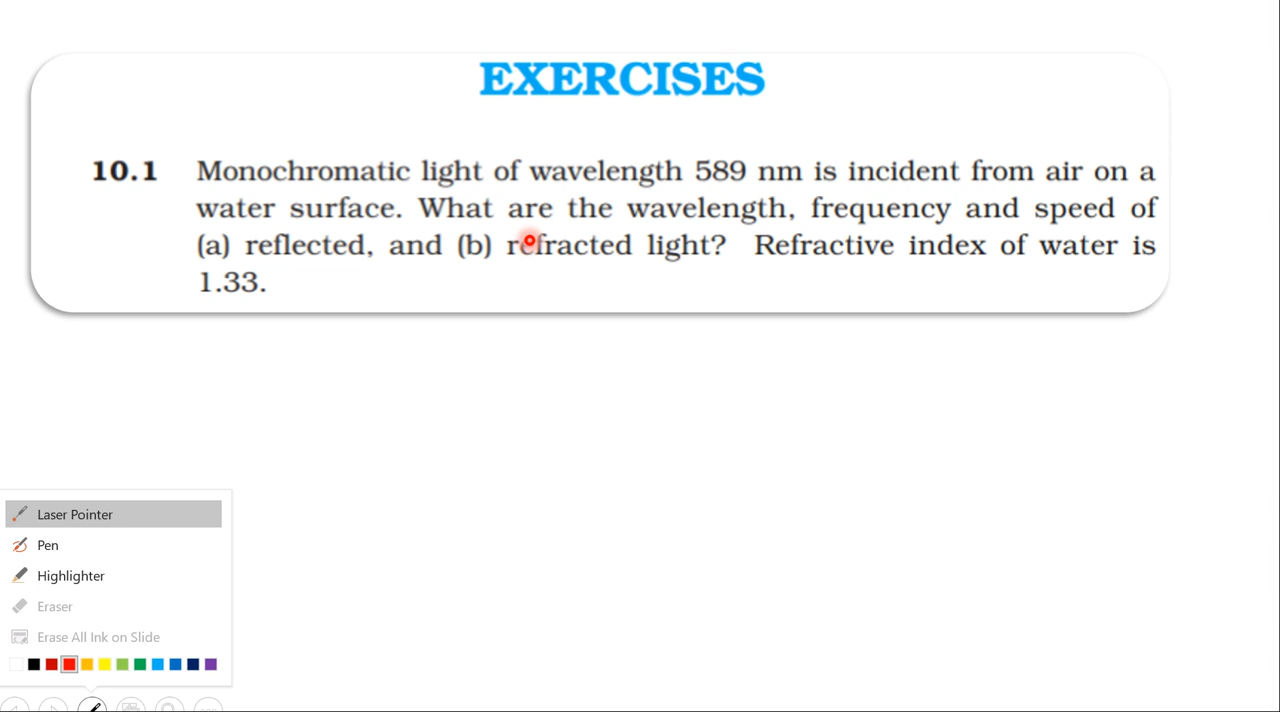 EXERCISES
10.1 Monochromatic light of wavelength 589 nm is incident from air on a
water surface. What are the wavelength, frequency and speed of
(a) reflected, and (b) refracted light? Refractive index of water is
1.33.
Laser Pointer
Pen
Highlighter
Eraser
Erase All Ink on Slide